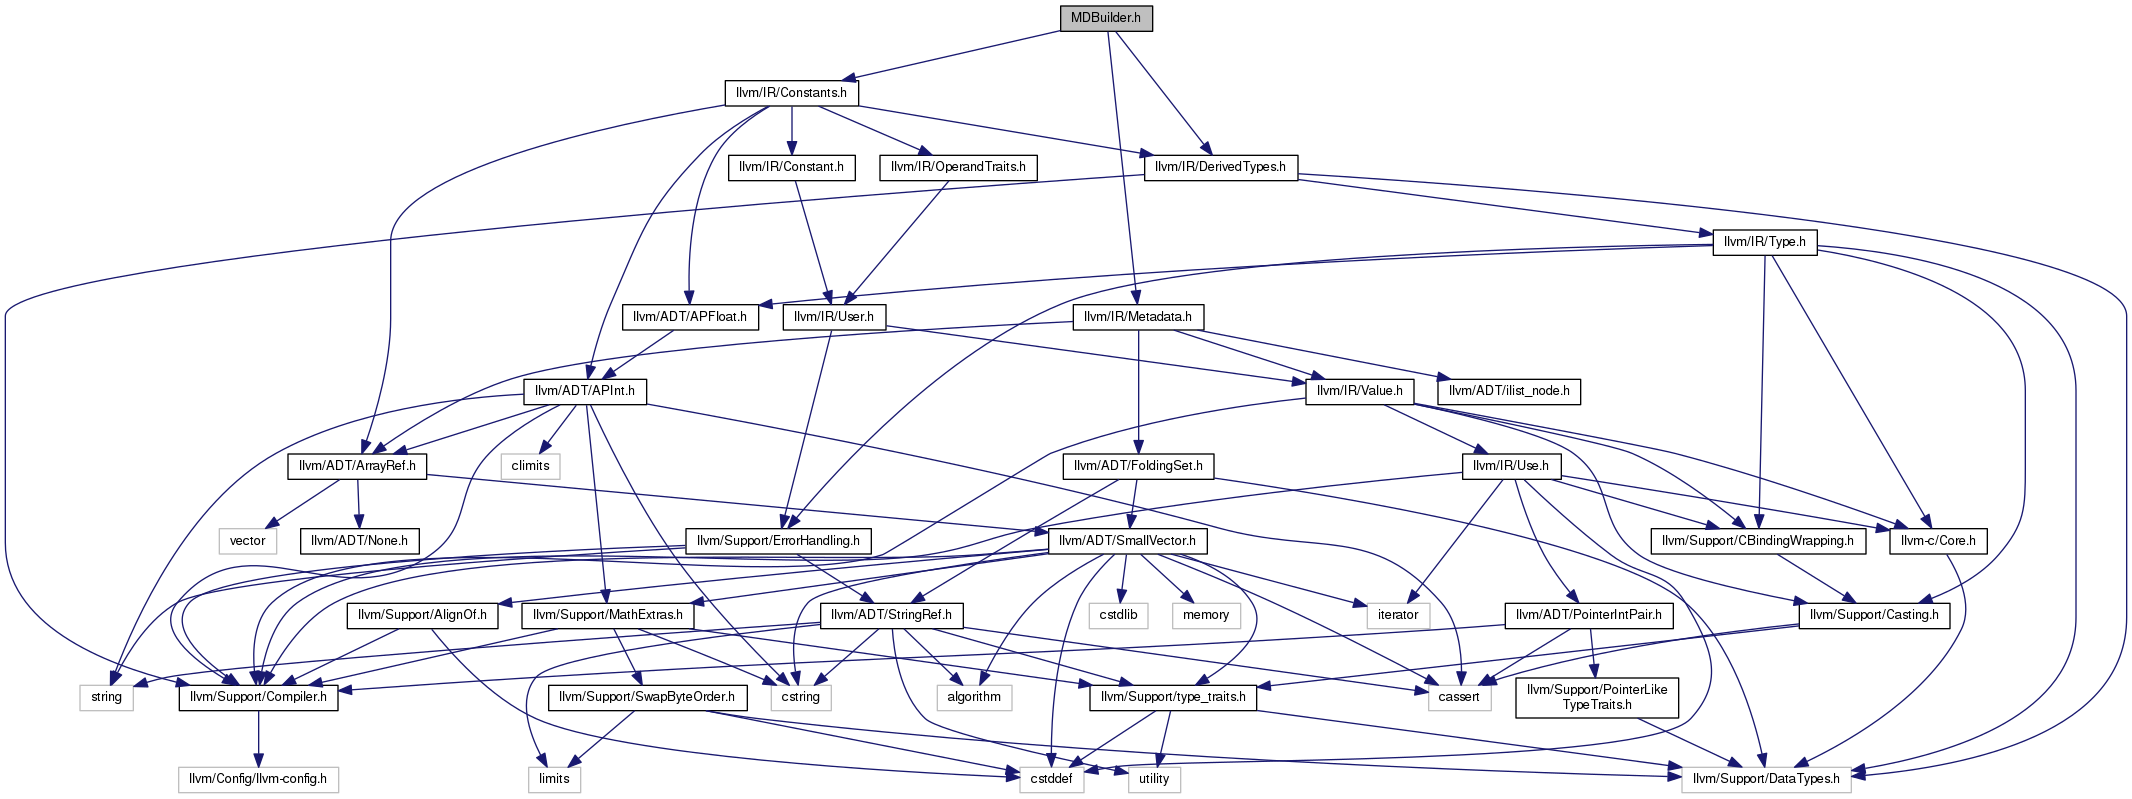 MDBuilder.h
llvm/IR/Constants.h
llvm/IR/Constant.h
llvm/IR/OperandTraits.h
llvm/IR/DerivedTypes.h
llvm/IR/Type.h
llvm/ADT/APFloat.h
llvm/IR/User.h
llvm/IR/Metadata.h
llvm/ADT/APInt.h
llvm/IR/Value.h
llvm/ADT/ilist_node.h
llvm/ADT/ArrayRef.h
climits
llvm/ADT/FoldingSet.h
llvm/IR/Use.h
vector
llvm/ADT/None.h
llvm/Support/ErrorHandling.h
llvm/ADT/SmallVector.h
llvm/Support/CBindingWrapping.h
llvm-c/Core.h
llvm/Support/AlignOf.h
llvm/Support/MathExtras.h
llvm/ADT/StringRef.h
cstdlib
memory
iterator
llvm/ADT/PointerIntPair.h
llvm/Support/Casting.h
string
llvm/Support/Compiler.h
llvm/Support/SwapByteOrder.h
cstring
algorithm
llvm/Support/type_traits.h
cassert
llvm/Support/PointerLike
TypeTraits.h
llvm/Config/llvm-config.h
limits
cstddef
utility
llvm/Support/DataTypes.h